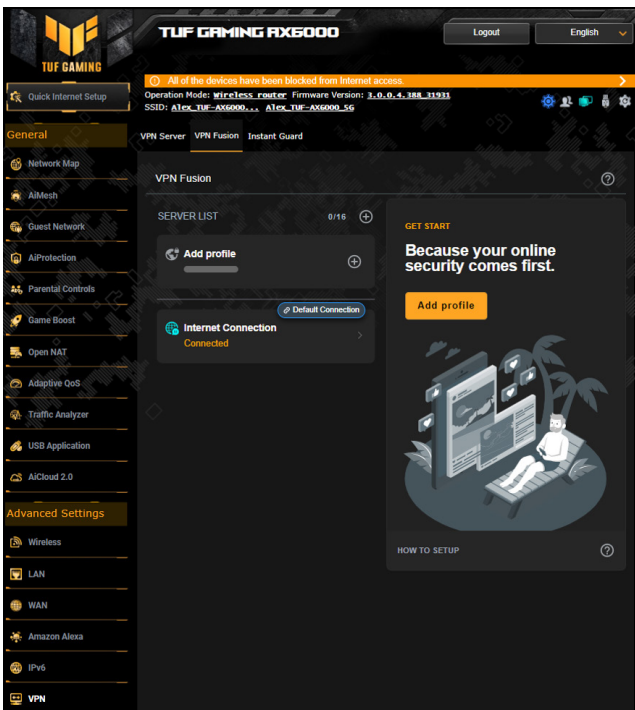 TUF GAMING AX6000
Logout
English
TUF GAMING
All of the devices have been blocked from Internet access.
Quick Internet Setup
Operation Mode: Wireless router Firmware Version: 3.0.0.4.388_31931
SSID: Alex_TUF-AX6000... Alex_TUF-AX6000_5G
General
VPN Server VPN Fusion Instant Guard
Network Map
AiMesh
Guest Network
AiProtection
Parental Controls
Game Boost
Open NAT
Adaptive QoS
Traffic Analyzer
USB Application
AiCloud 2.0
Advanced Settings
Wireless
LAN
WAN
Amazon Alexa
IPv6
VPN
VPN Fusion
SERVER LIST 0/16
Add profile
Default Connection
Internet Connection
Connected
GET START
Because your online
security comes first.
Add profile
HOW TO SETUP